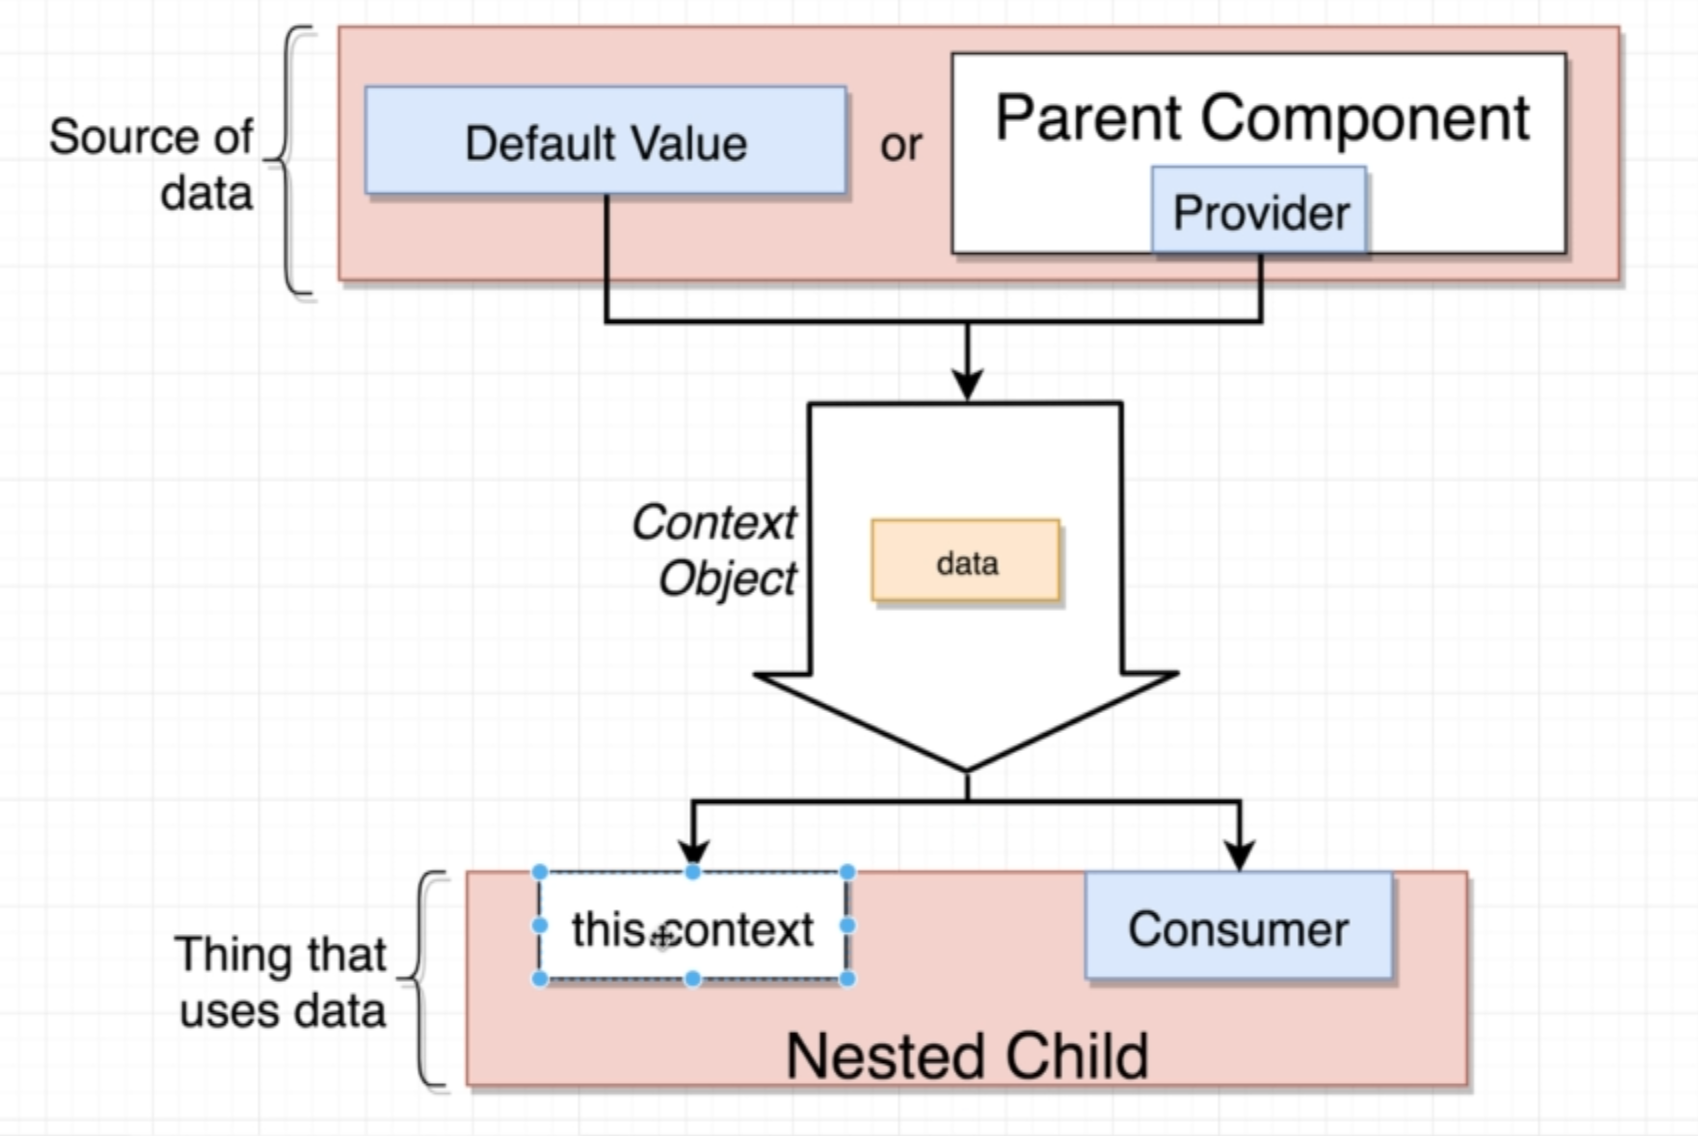 Source of
data
Default Value
or
Parent Component
Provider
Context
Object
data
Thing that
uses data
this.context
Consumer
Nested Child